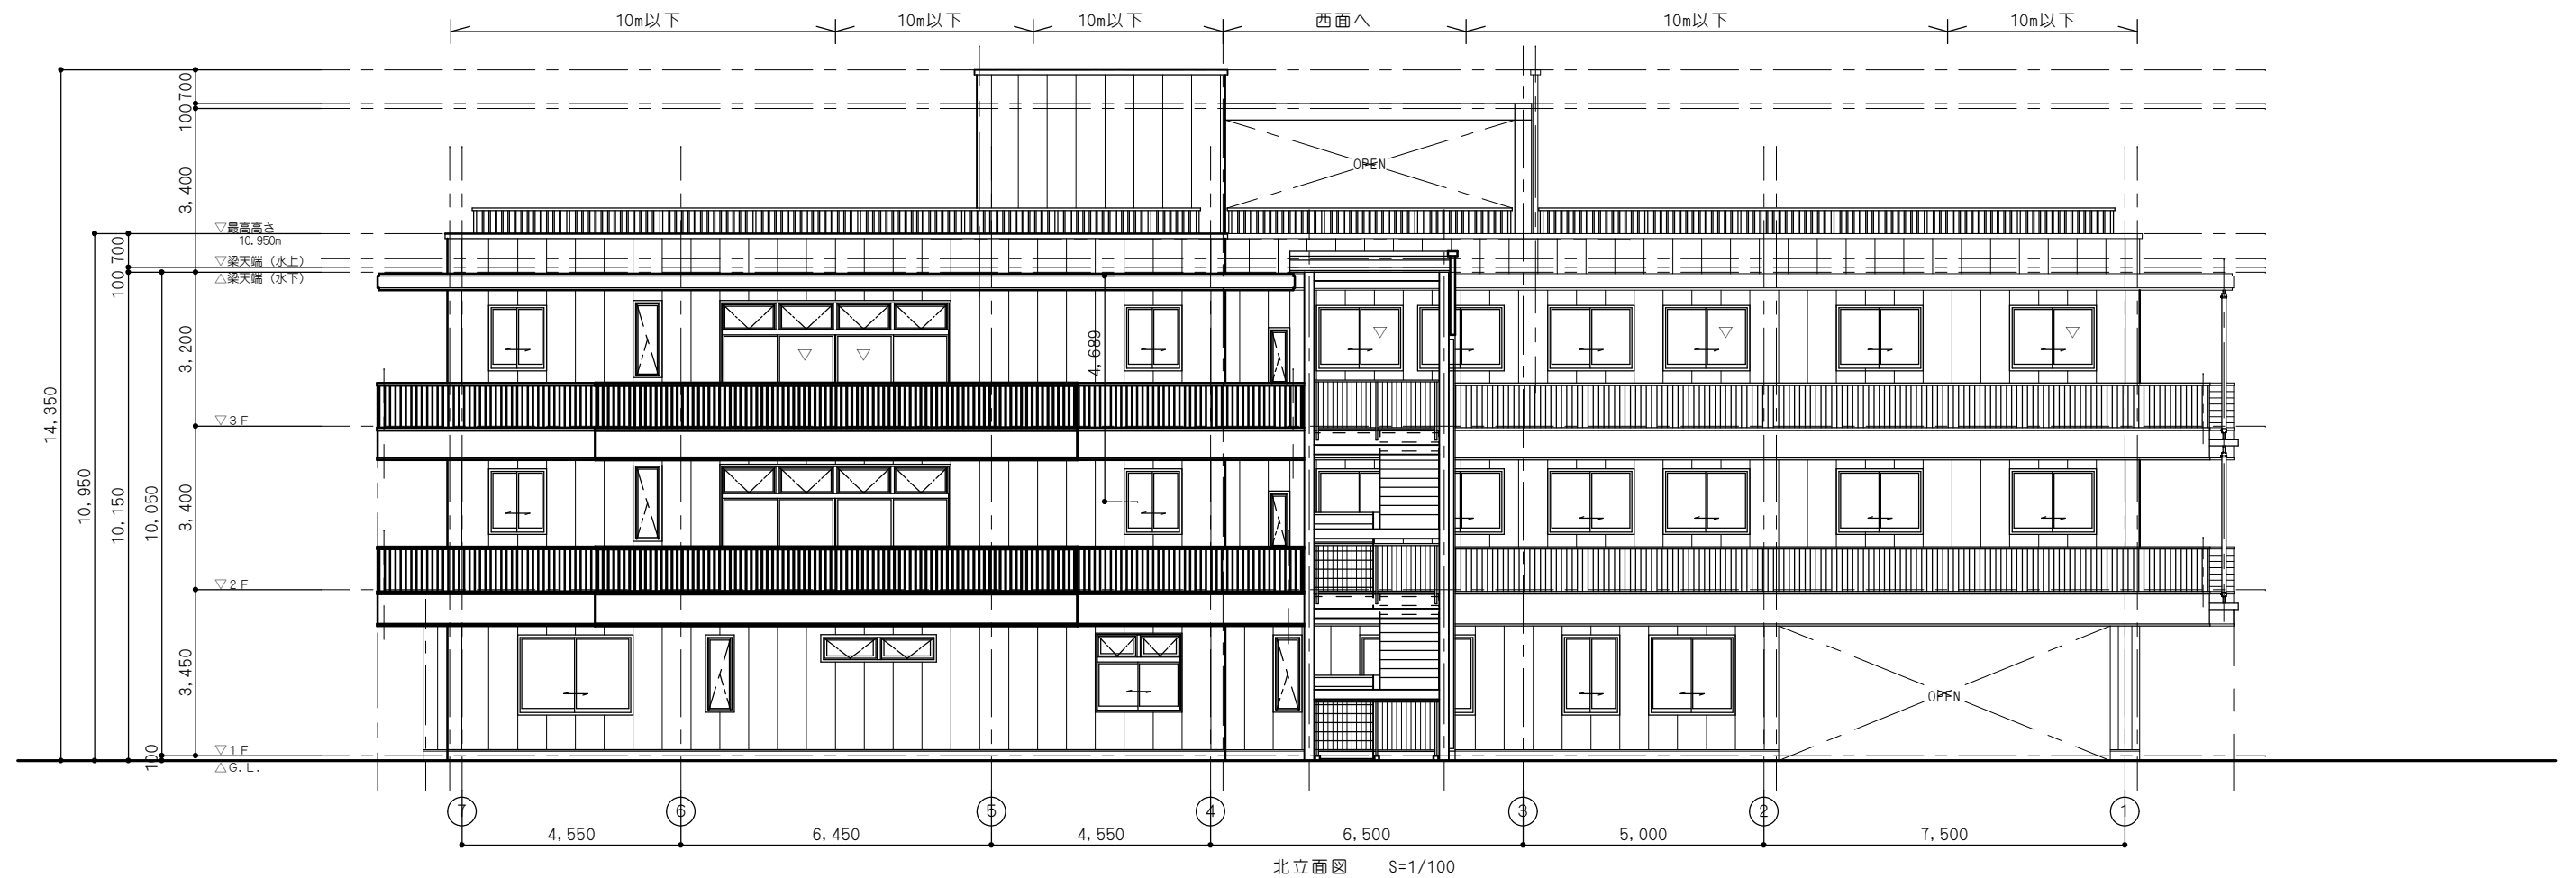 10m以下
10m以下
10m以下
西面へ
10m以下
10m以下
700
100
3,400
OPEN
▽最高高さ
10.950m
700
100
▽梁天端（水上）
△梁天端（水下）
3,200
4,689
14,350
▽3F
10,950
10,150
10,050
3,400
▽2F
3,450
OPEN
100
▽1F
△G.L.
7
6
5
4
3
2
1
4,550
6,450
4,550
6,500
5,000
7,500
北立面図 S=1/100